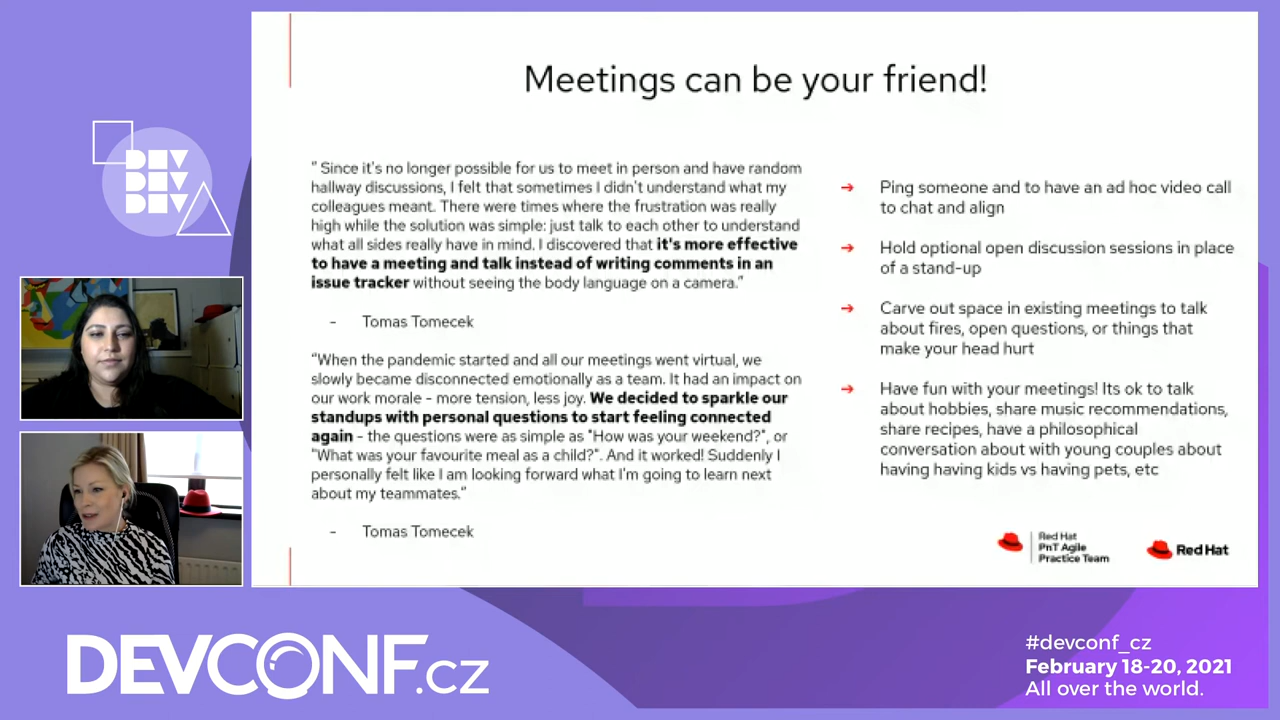 Meetings can be your friend!
" Since it's no longer possible for us to meet in person and have random
hallway discussions, I felt that sometimes I didn't understand what my
colleagues meant. There were times where the frustration was really
high while the solution was simple: just talk to each other to understand
what all sides really have in mind. I discovered that it's more effective
to have a meeting and talk instead of writing comments in an
issue tracker without seeing the body language on a camera."
- Tomas Tomecek
"When the pandemic started and all our meetings went virtual, we
slowly became disconnected emotionally as a team. It had an impact on
our work morale - more tension, less joy. We decided to sparkle our
standups with personal questions to start feeling connected
again - the questions were as simple as "How was your weekend?", or
"What was your favourite meal as a child?". And it worked! Suddenly I
personally felt like I am looking forward what I'm going to learn next
about my teammates."
- Tomas Tomecek
➔ Ping someone and to have an ad hoc video call
to chat and align
➔ Hold optional open discussion sessions in place
of a stand-up
➔ Carve out space in existing meetings to talk
about fires, open questions, or things that
make your head hurt
➔ Have fun with your meetings! Its ok to talk
about hobbies, share music recommendations,
share recipes, have a philosophical
conversation about with young couples about
having having kids vs having pets, etc
Red Hat
PnT Agile
Practice Team
Red Hat
DEV
DEV
DEV
DEVCONF.cz
#devconf_cz
February 18-20, 2021
All over the world.